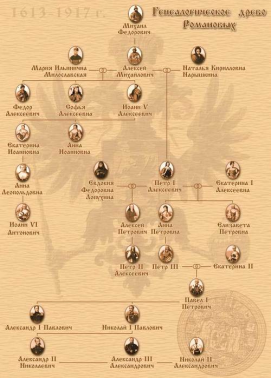 1613-1917 г.
Генеалогическое древо
Романовых
Михаил
Федорович
Мария Ильинична
Милославская
Алексей
Михайлович
Наталья Кирилловна
Нарышкина
Федор
Алексеевич
Софья
Алексеевна
Иоанн V
Алексеевич
Екатерина
Иоанновна
Анна
Иоанновна
Анна
Леопольдовна
Евдокия
Федоровна
Лопухина
Петр I
Алексеевич
Екатерина I
Алексеевна
Иоанн VI
Антонович
Алексей
Петрович
Анна
Петровна
Елизавета
Петровна
Петр II
Алексеевич
Петр III
Екатерина II
Павел I
Петрович
Александр I Павлович
Николай I Павлович
Александр II
Николаевич
Александр III
Александрович
Николай II
Александрович